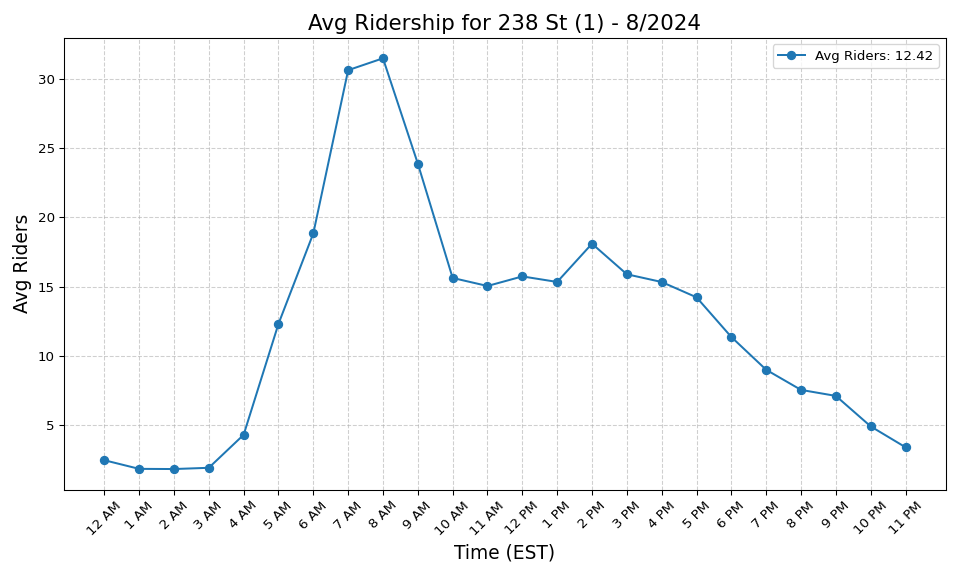 Avg Ridership for 238 St (1) - 8/2024
Avg Riders: 12.42
Avg Riders
30
25
20
15
10
5
12 AM
1 AM
2 AM
3 AM
4 AM
5 AM
6 AM
7 AM
8 AM
9 AM
10 AM
11 AM
12 PM
1 PM
2 PM
3 PM
4 PM
5 PM
6 PM
7 PM
8 PM
9 PM
10 PM
11 PM
Time (EST)